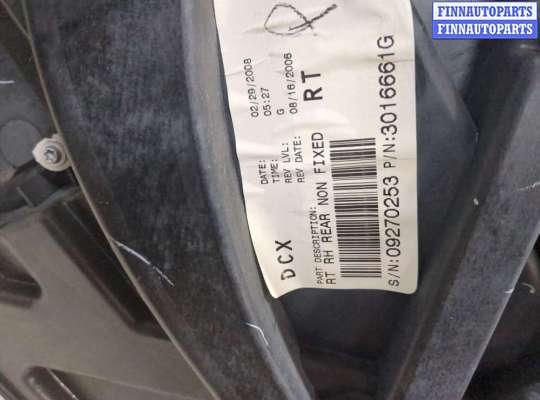 FINNAUTOPARTS
FINNAUTOPARTS
DCX
DATE: 02/29/2008
TIME: 05:27
REV LVL: G
REV DATE: 08/16/2006
PART DESCRIPTION: RT
RT RH REAR NON FIXED
S/N:09270253 P/N:3016661G